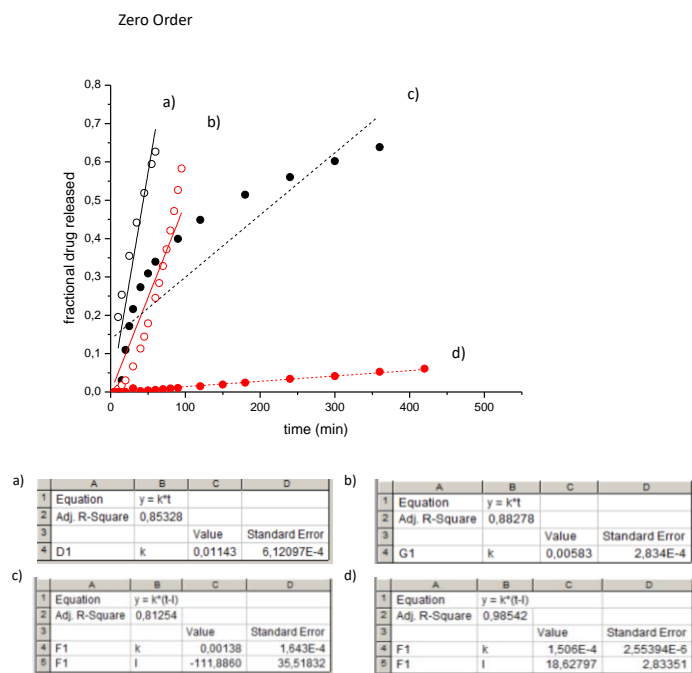 Zero Order
a)
b)
c)
d)
0,8
0,7
0,6
0,5
0,4
0,3
0,2
0,1
0,0
fractional drug released
0 100 200 300 400 500
time (min)
a)
A B C D
1 Equation y = k*t
2 Adj. R-Square 0,85328
3 Value Standard Error
4 D1 k 0,01143 6,12097E-4
b)
A B C D
1 Equation y = k*t
2 Adj. R-Square 0,88278
3 Value Standard Error
4 G1 k 0,00583 2,834E-4
c)
A B C D
1 Equation y = k*(t-l)
2 Adj. R-Square 0,81254
3 Value Standard Error
4 F1 k 0,00138 1,643E-4
5 F1 l -111,8860 35,51832
d)
A B C D
1 Equation y = k*(t-l)
2 Adj. R-Square 0,98542
3 Value Standard Error
4 F1 k 1,506E-4 2,55394E-6
5 F1 l 18,62797 2,83351